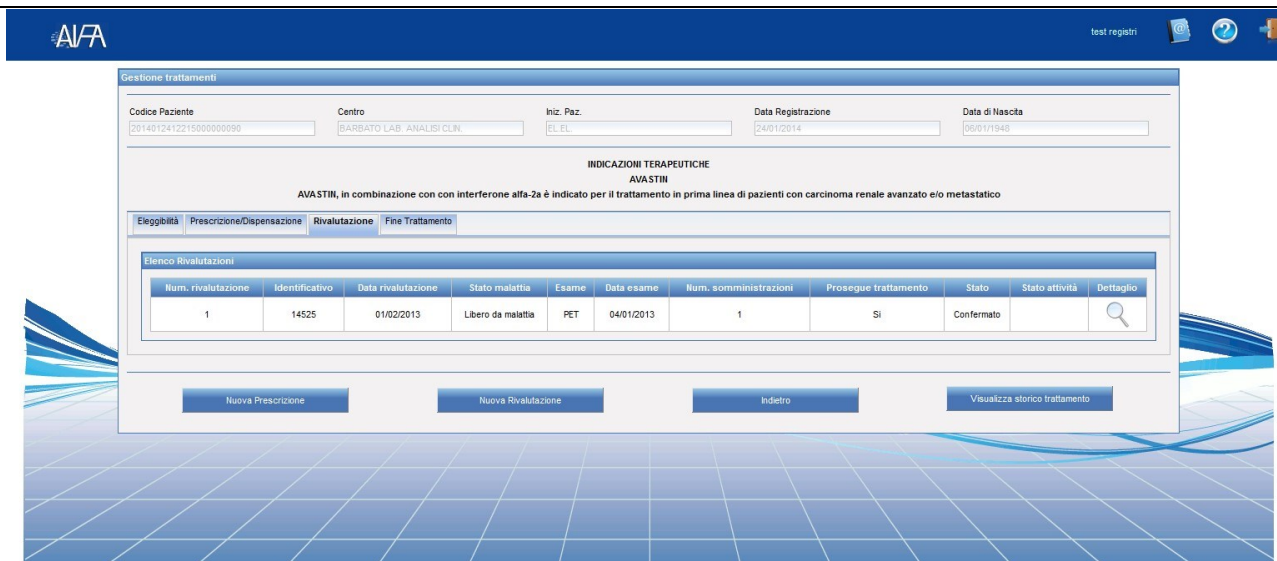 AIFA
test registri
Gestione trattamenti
Codice Paziente Centro Iniz. Paz. Data Registrazione Data di Nascita
2014012412215000000090 BARBATO LAB. ANALISI CLIN. EL.EL. 24/01/2014 06/01/1948
INDICAZIONI TERAPEUTICHE
AVASTIN
AVASTIN, in combinazione con con interferone alfa-2a è indicato per il trattamento in prima linea di pazienti con carcinoma renale avanzato e/o metastatico
Eleggibilità Prescrizione/Dispensazione Rivalutazione Fine Trattamento
Elenco Rivalutazioni
Num. rivalutazione Identificativo Data rivalutazione Stato malattia Esame Data esame Num. somministrazioni Prosegue trattamento Stato Stato attività Dettaglio
1 14525 01/02/2013 Libero da malattia PET 04/01/2013 1 Si Confermato
Nuova Prescrizione Nuova Rivalutazione Indietro Visualizza storico trattamento